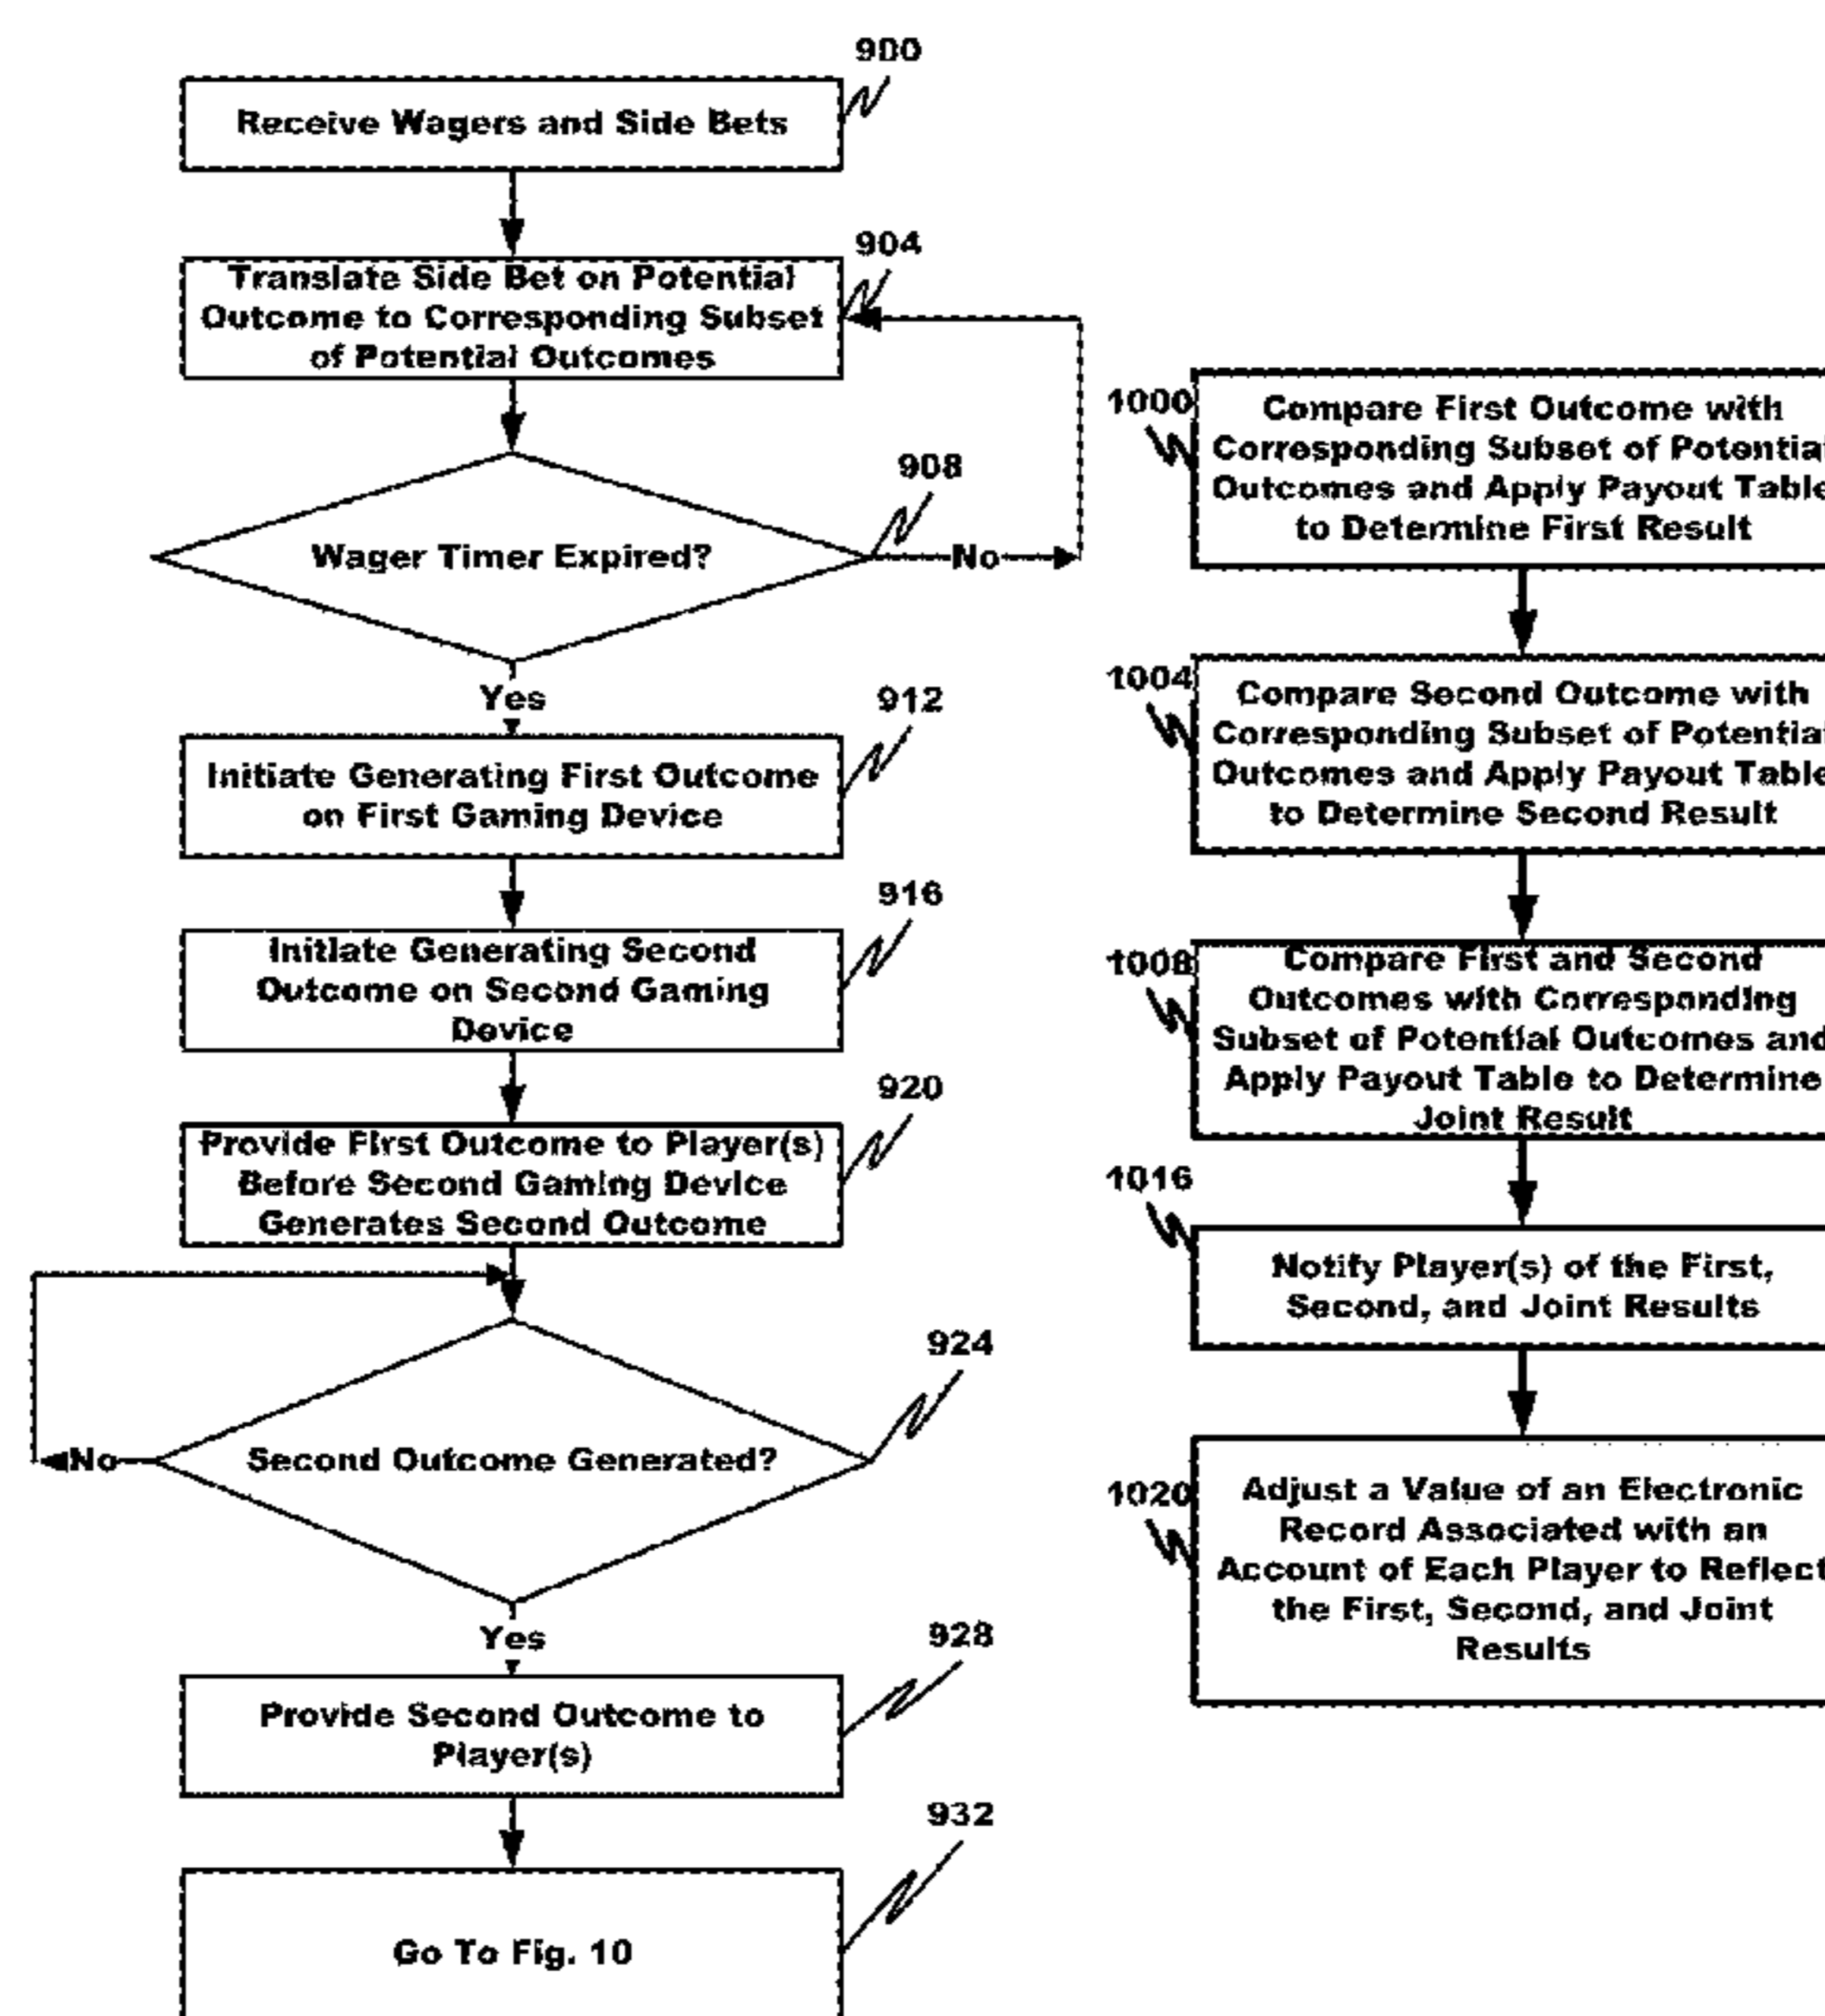 900
Receive Wagers and Side Bets
904
Translate Side Bet on Potential
Outcome to Corresponding Subset
of Potential Outcomes
908
Wager Timer Expired?
No
Yes
912
Initiate Generating First Outcome
on First Gaming Device
916
Initiate Generating Second
Outcome on Second Gaming
Device
920
Provide First Outcome to Player(s)
Before Second Gaming Device
Generates Second Outcome
924
Second Outcome Generated?
No
Yes
928
Provide Second Outcome to
Player(s)
932
Go To Fig. 10
1000
Compare First Outcome with
Corresponding Subset of Potential
Outcomes and Apply Payout Table
to Determine First Result
1004
Compare Second Outcome with
Corresponding Subset of Potential
Outcomes and Apply Payout Table
to Determine Second Result
1008
Compare First and Second
Outcomes with Corresponding
Subset of Potential Outcomes and
Apply Payout Table to Determine
Joint Result
1016
Notify Player(s) of the First,
Second, and Joint Results
1020
Adjust a Value of an Electronic
Record Associated with an
Account of Each Player to Reflect
the First, Second, and Joint
Results